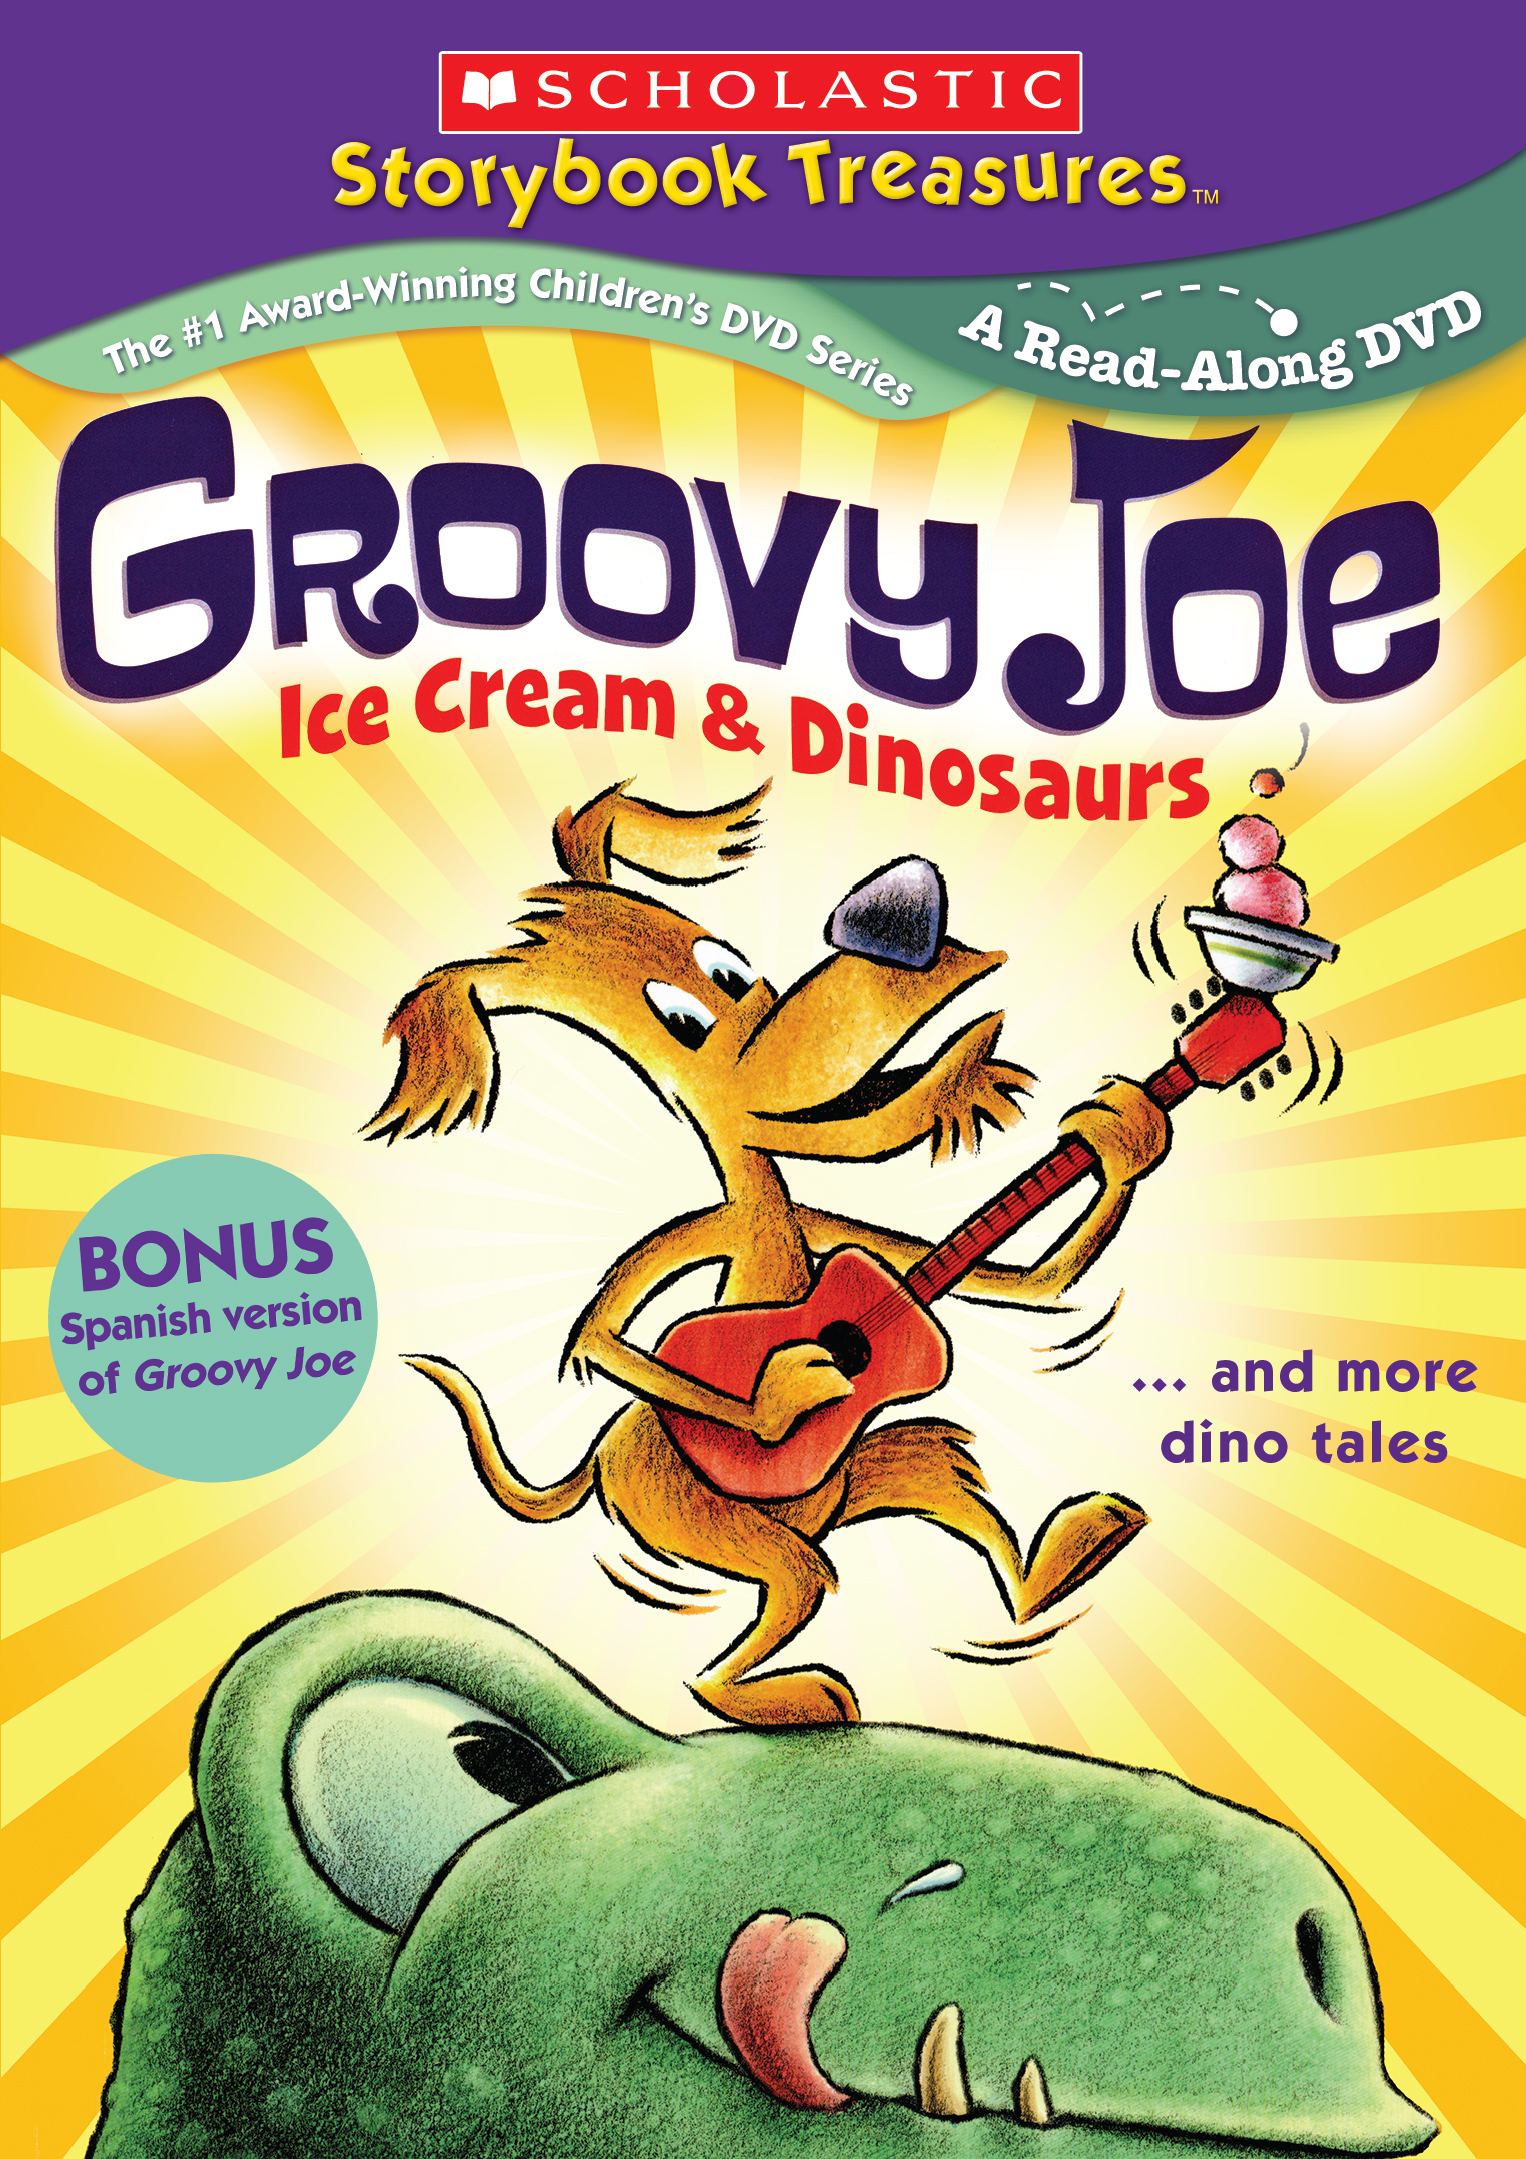 SCHOLASTIC
Storybook Treasures™
The #1 Award-Winning Children's DVD Series
A Read-Along DVD
GROOVY JOE
Ice Cream & Dinosaurs
BONUS
Spanish version
of Groovy Joe
... and more
dino tales